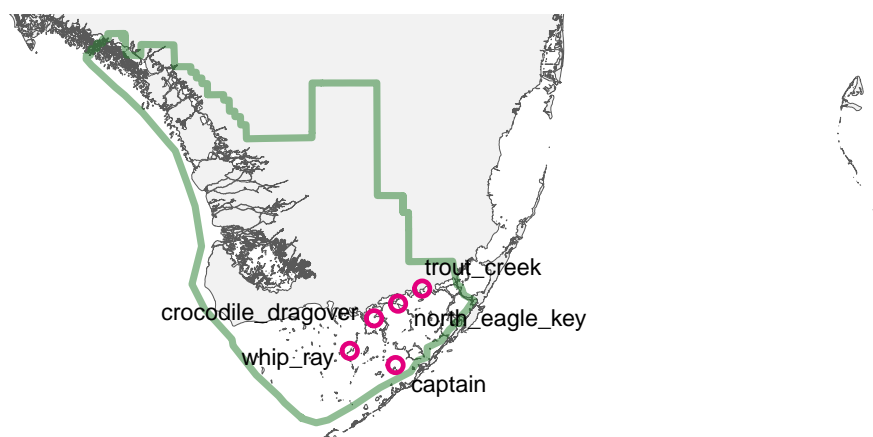 trout_creek
crocodile_dragover
north_eagle_key
whip_ray
captain